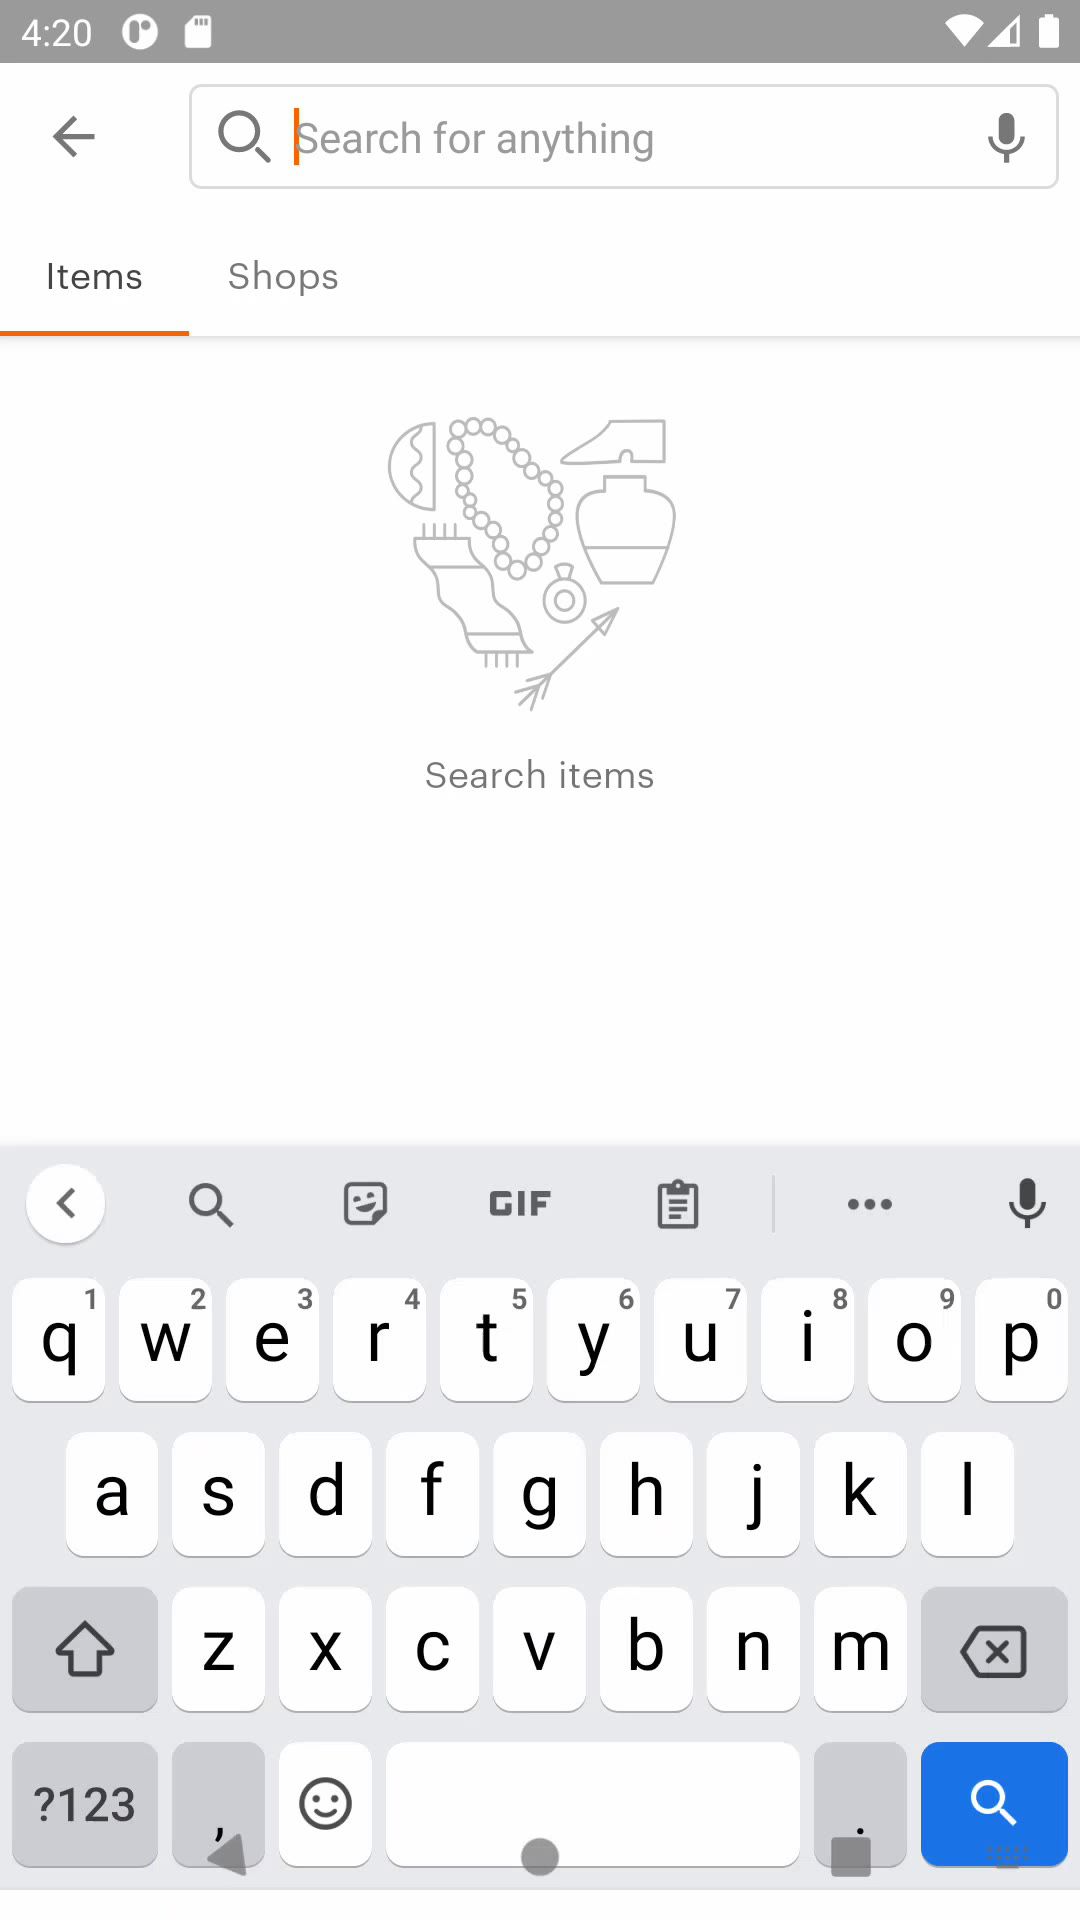 4:20
Search for anything
Items Shops
Search items
GIF
1 2 3 4 5 6 7 8 9 0
q w e r t y u i o p
a s d f g h j k l
z x c v b n m
?123 , .